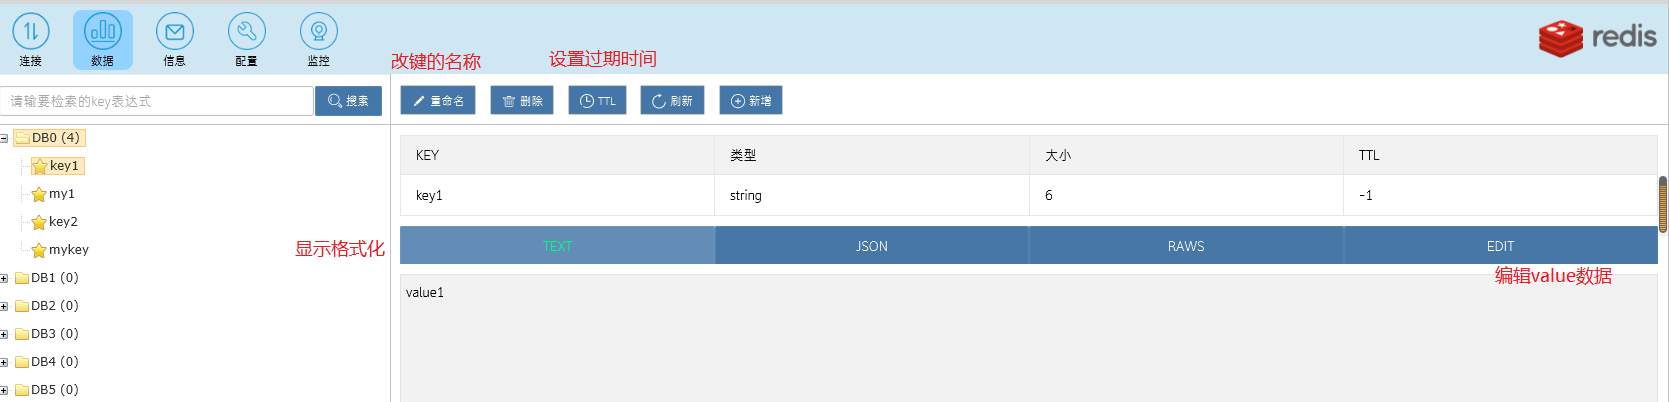 连接 数据 信息 配置 监控
redis
改键的名称 设置过期时间
请输要检素的key表达式 搜索
重命名 删除 TTL 刷新 新增
DB0 (4)
key1
my1
key2
mykey
DB1 (0)
DB2 (0)
DB3 (0)
DB4 (0)
DB5 (0)
KEY 类型 大小 TTL
key1 string 6 -1
显示格式化
TEXT JSON RAWS EDIT
编辑value数据
value1